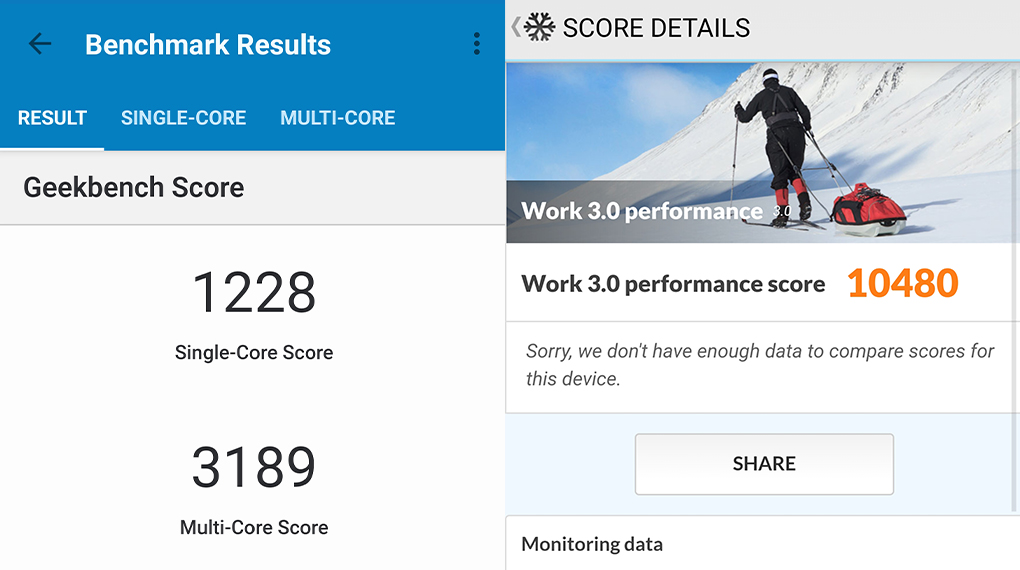 Benchmark Results
RESULT SINGLE-CORE MULTI-CORE
Geekbench Score
1228
Single-Core Score
3189
Multi-Core Score
SCORE DETAILS
Work 3.0 performance 3.0
Work 3.0 performance score 10480
Sorry, we don't have enough data to compare scores for
this device.
SHARE
Monitoring data